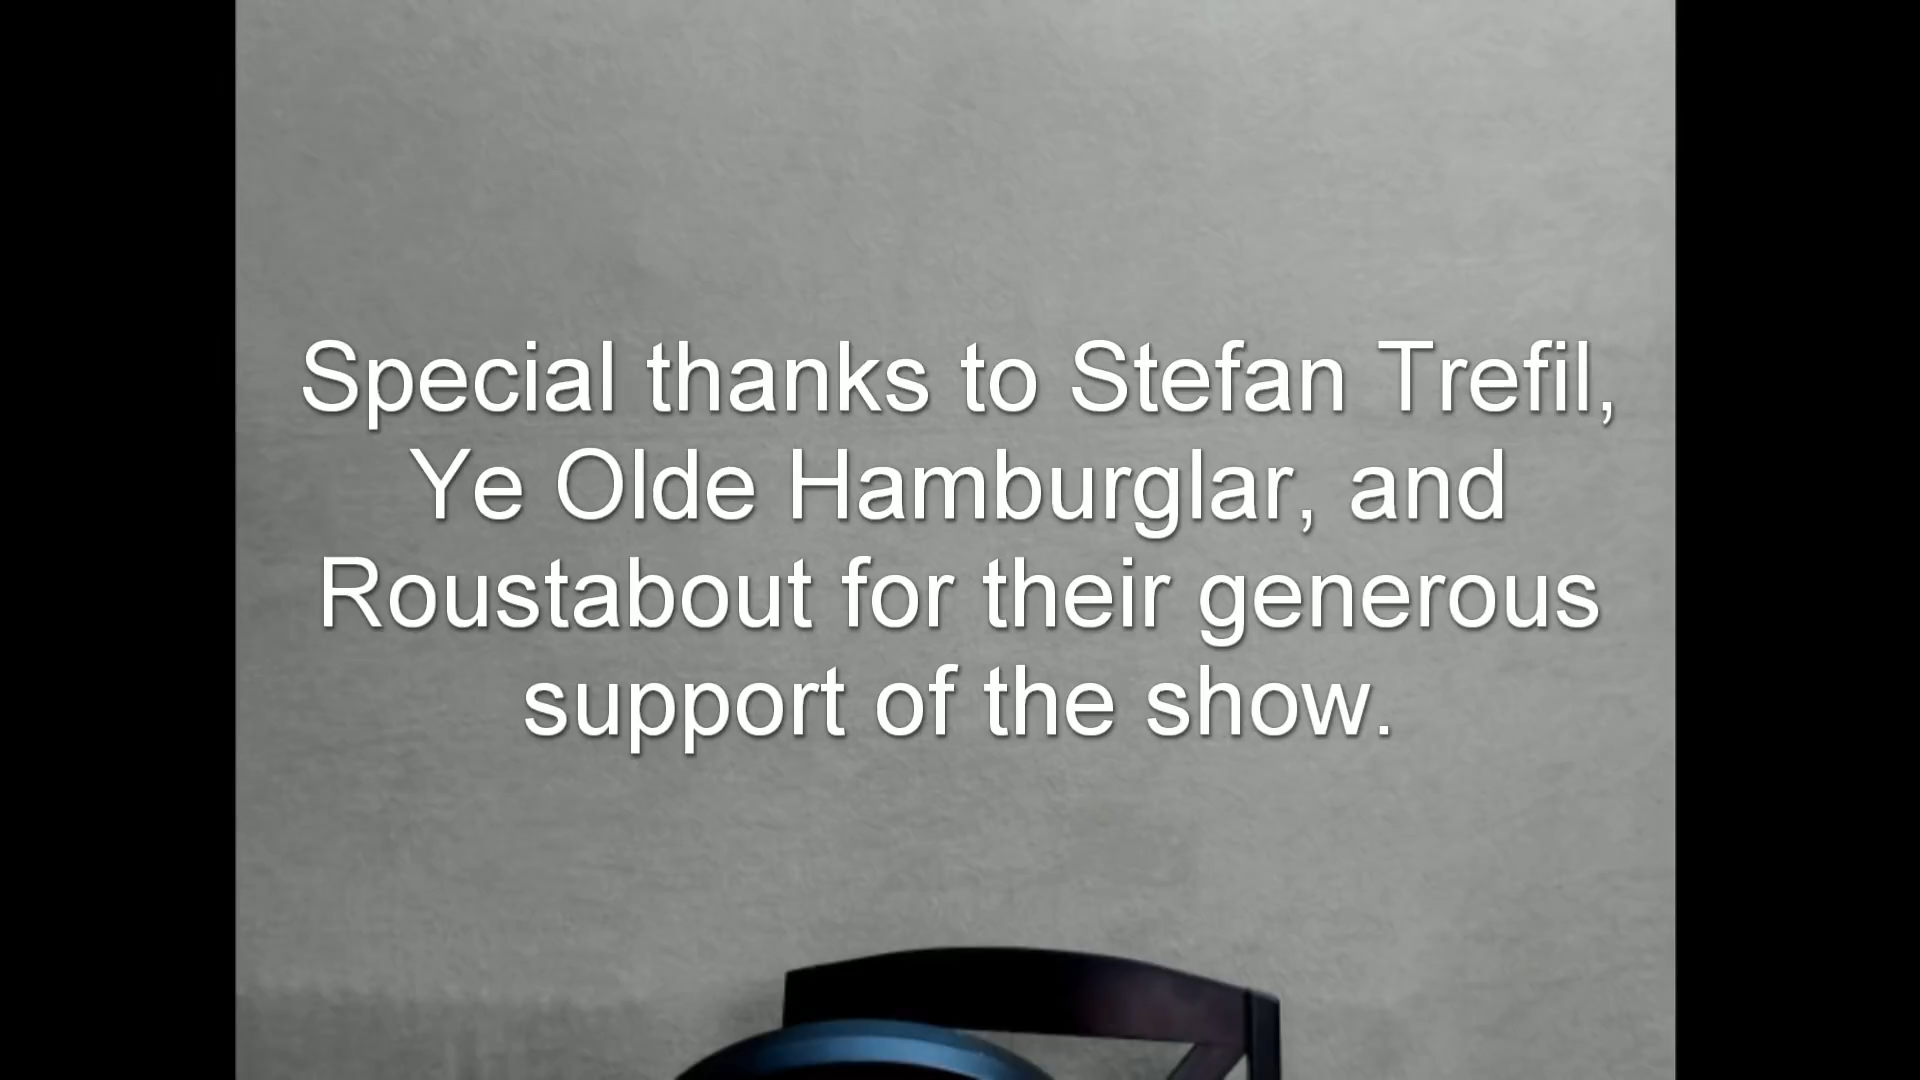 Special thanks to Stefan Trefil,
Ye Olde Hamburglar, and
Roustabout for their generous
support of the show.